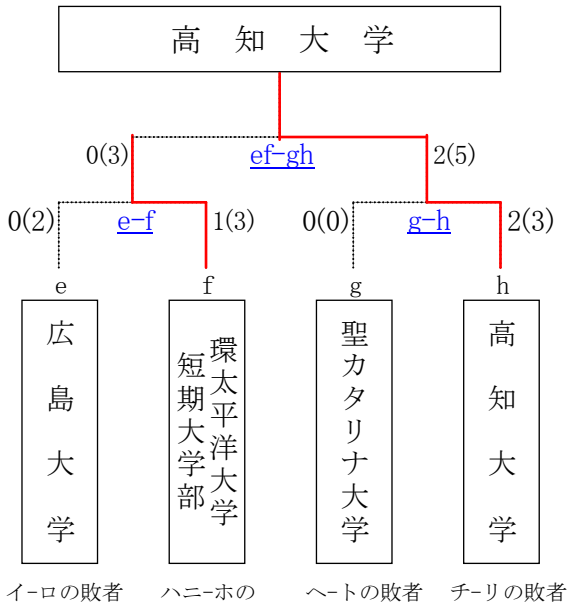 高知大学
0(3)
ef-gh
2(5)
0(2)
e-f
1(3)
0(0)
g-h
2(3)
e
f
g
h
広島大学
環太平洋大学
短期大学部
聖カタリナ大学
高知大学
イ-ロの敗者
ハニ-ホの
ヘ-トの敗者
チ-リの敗者